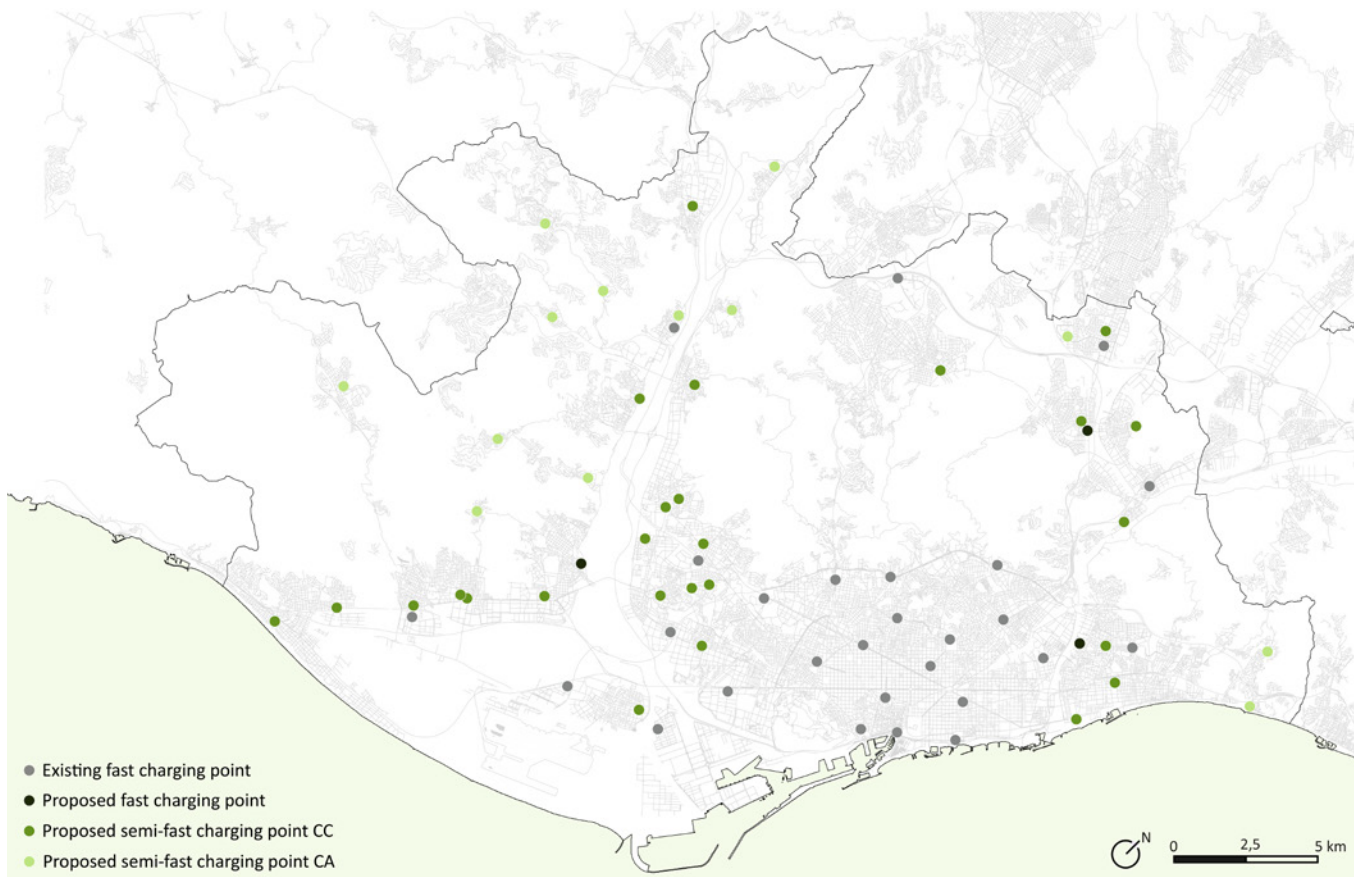 Existing fast charging point
Proposed fast charging point
Proposed semi-fast charging point CC
Proposed semi-fast charging point CA
N
0 2,5 5 km